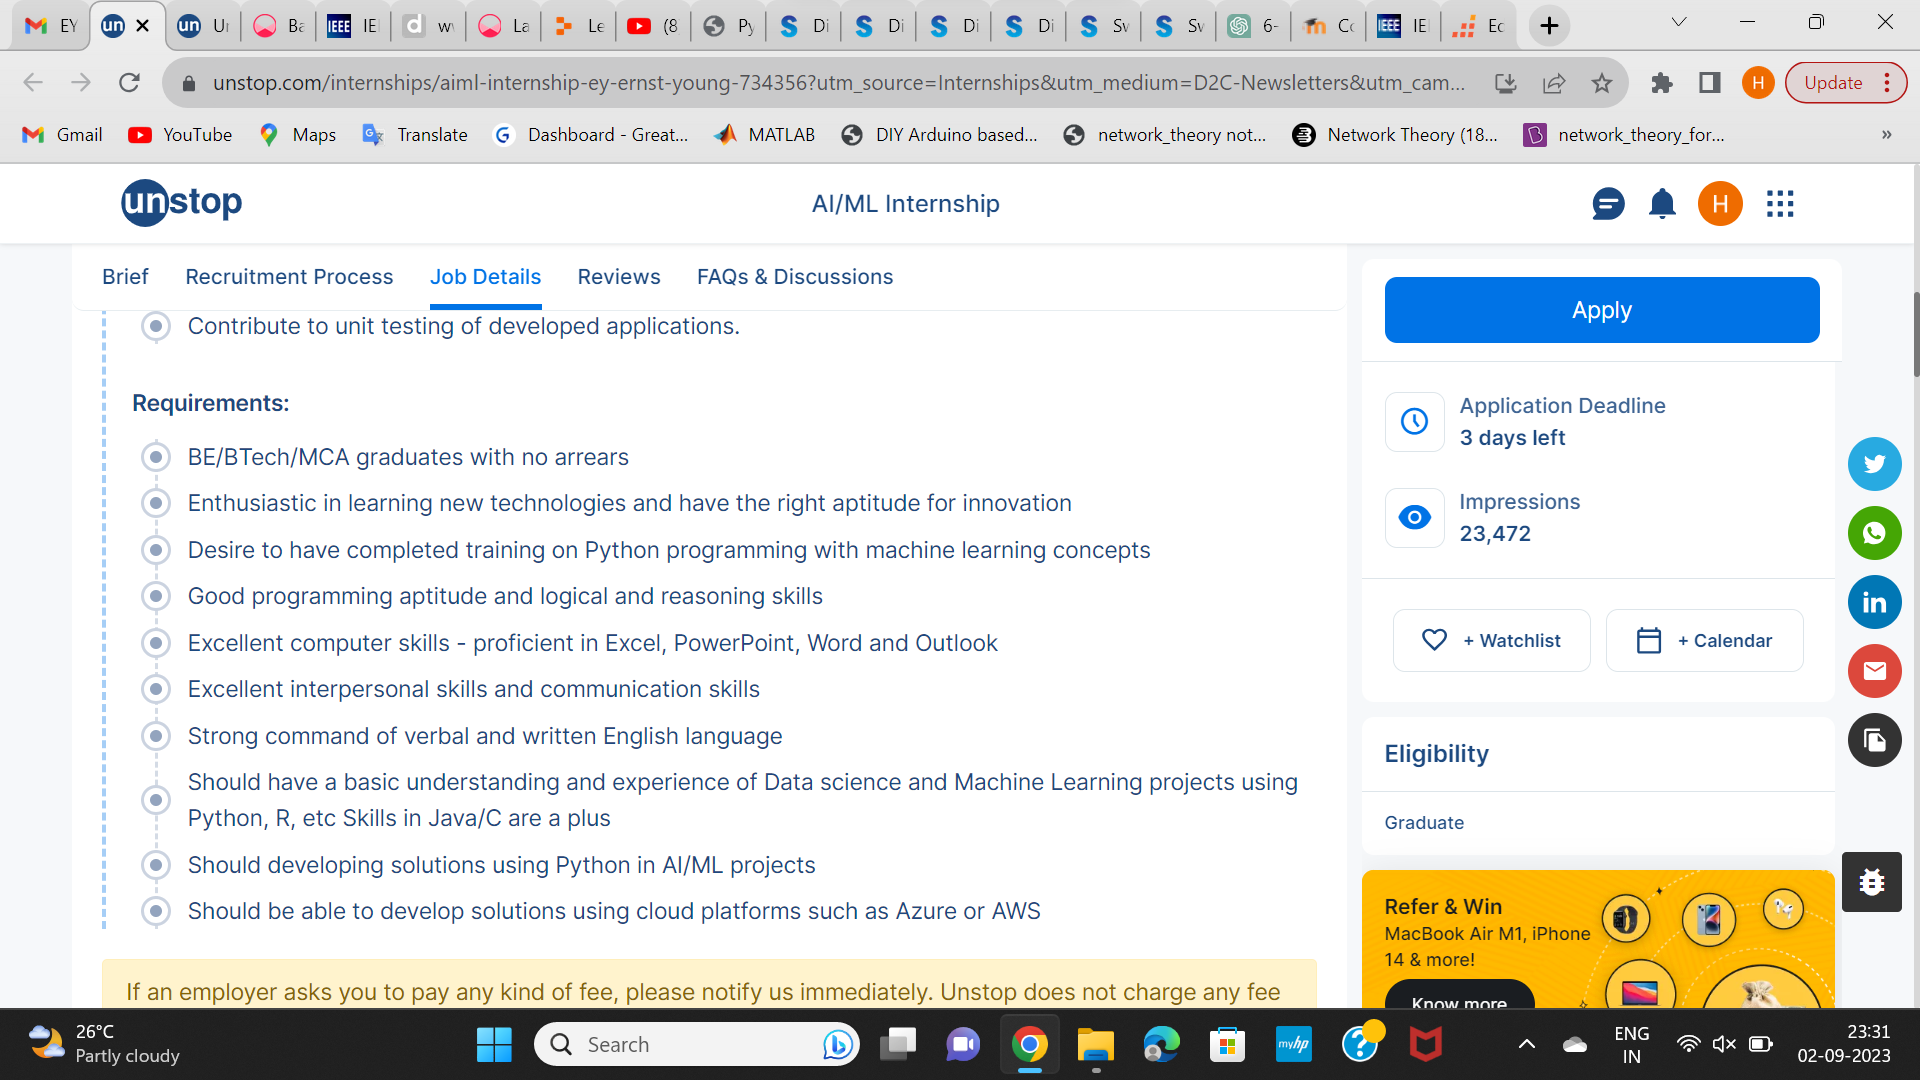 EY
un
Un
Ba
IEEE IEE
d w
La
Le
(8
Py
S Di
S Di
S Di
S Di
S Sw
S Sw
6-
Co
IEEE IEE
Ec
unstop.com/internships/aiml-internship-ey-ernst-young-734356?utm_source=Internships&utm_medium=D2C-Newsletters&utm_cam...
H
Update
Gmail
YouTube
Maps
Translate
Dashboard - Great...
MATLAB
DIY Arduino based...
network_theory not...
Network Theory (18...
network_theory_for...
»
unstop
AI/ML Internship
H
Brief
Recruitment Process
Job Details
Reviews
FAQs & Discussions
Contribute to unit testing of developed applications.
Requirements:
BE/BTech/MCA graduates with no arrears
Enthusiastic in learning new technologies and have the right aptitude for innovation
Desire to have completed training on Python programming with machine learning concepts
Good programming aptitude and logical and reasoning skills
Excellent computer skills - proficient in Excel, PowerPoint, Word and Outlook
Excellent interpersonal skills and communication skills
Strong command of verbal and written English language
Should have a basic understanding and experience of Data science and Machine Learning projects using
Python, R, etc Skills in Java/C are a plus
Should developing solutions using Python in AI/ML projects
Should be able to develop solutions using cloud platforms such as Azure or AWS
If an employer asks you to pay any kind of fee, please notify us immediately. Unstop does not charge any fee
Apply
Application Deadline
3 days left
Impressions
23,472
+ Watchlist
+ Calendar
Eligibility
Graduate
Refer & Win
MacBook Air M1, iPhone
14 & more!
Know more
in
26°C
Partly cloudy
Search
myhp
ENG
IN
23:31
02-09-2023